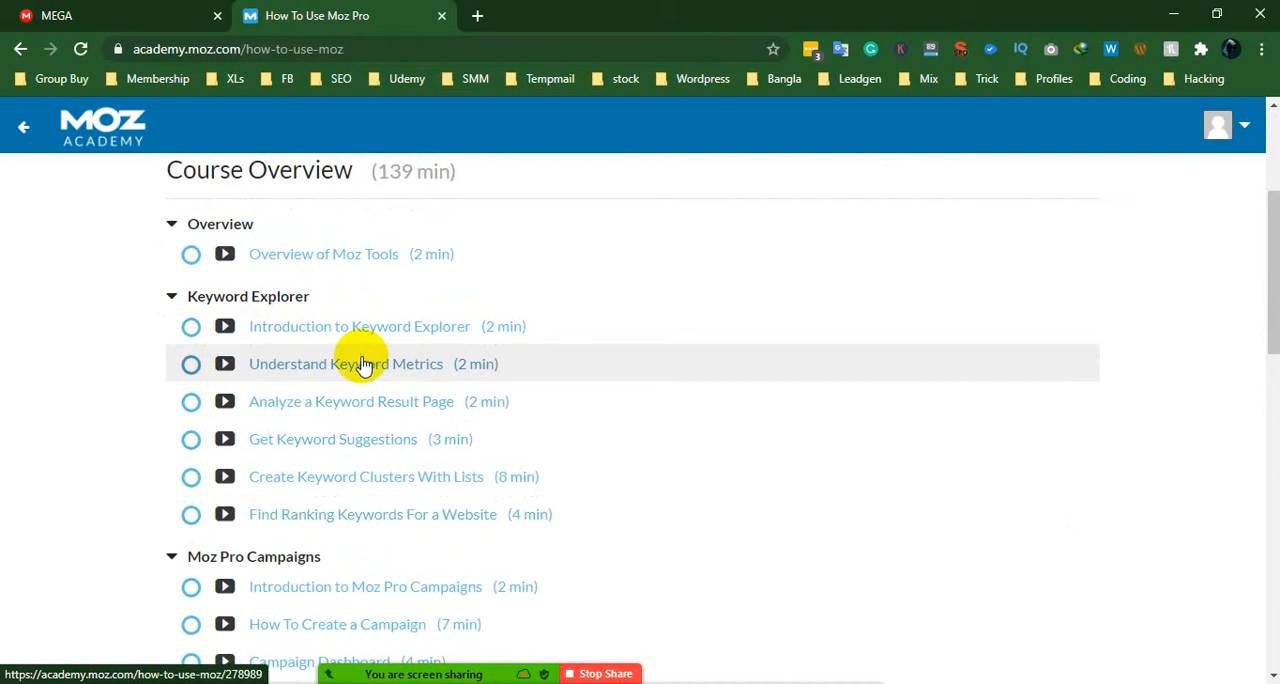 MEGA
How To Use Moz Pro
academy.moz.com/how-to-use-moz
3
89
IQ
W
Group Buy Membership XLs FB SEO Udemy SMM Tempmail stock Wordpress Bangla Leadgen Mix Trick Profiles Coding Hacking
MOZ
ACADEMY
Course Overview (139 min)
Overview
Overview of Moz Tools (2 min)
Keyword Explorer
Introduction to Keyword Explorer (2 min)
Understand Keyword Metrics (2 min)
Analyze a Keyword Result Page (2 min)
Get Keyword Suggestions (3 min)
Create Keyword Clusters With Lists (8 min)
Find Ranking Keywords For a Website (4 min)
Moz Pro Campaigns
Introduction to Moz Pro Campaigns (2 min)
How To Create a Campaign (7 min)
Campaign Dashboard (4 min)
https://academy.moz.com/how-to-use-moz/278989
You are screen sharing Stop Share